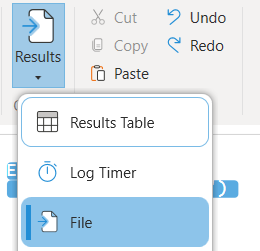 Results
Cut
Copy
Paste
Undo
Redo
Results Table
Log Timer
File